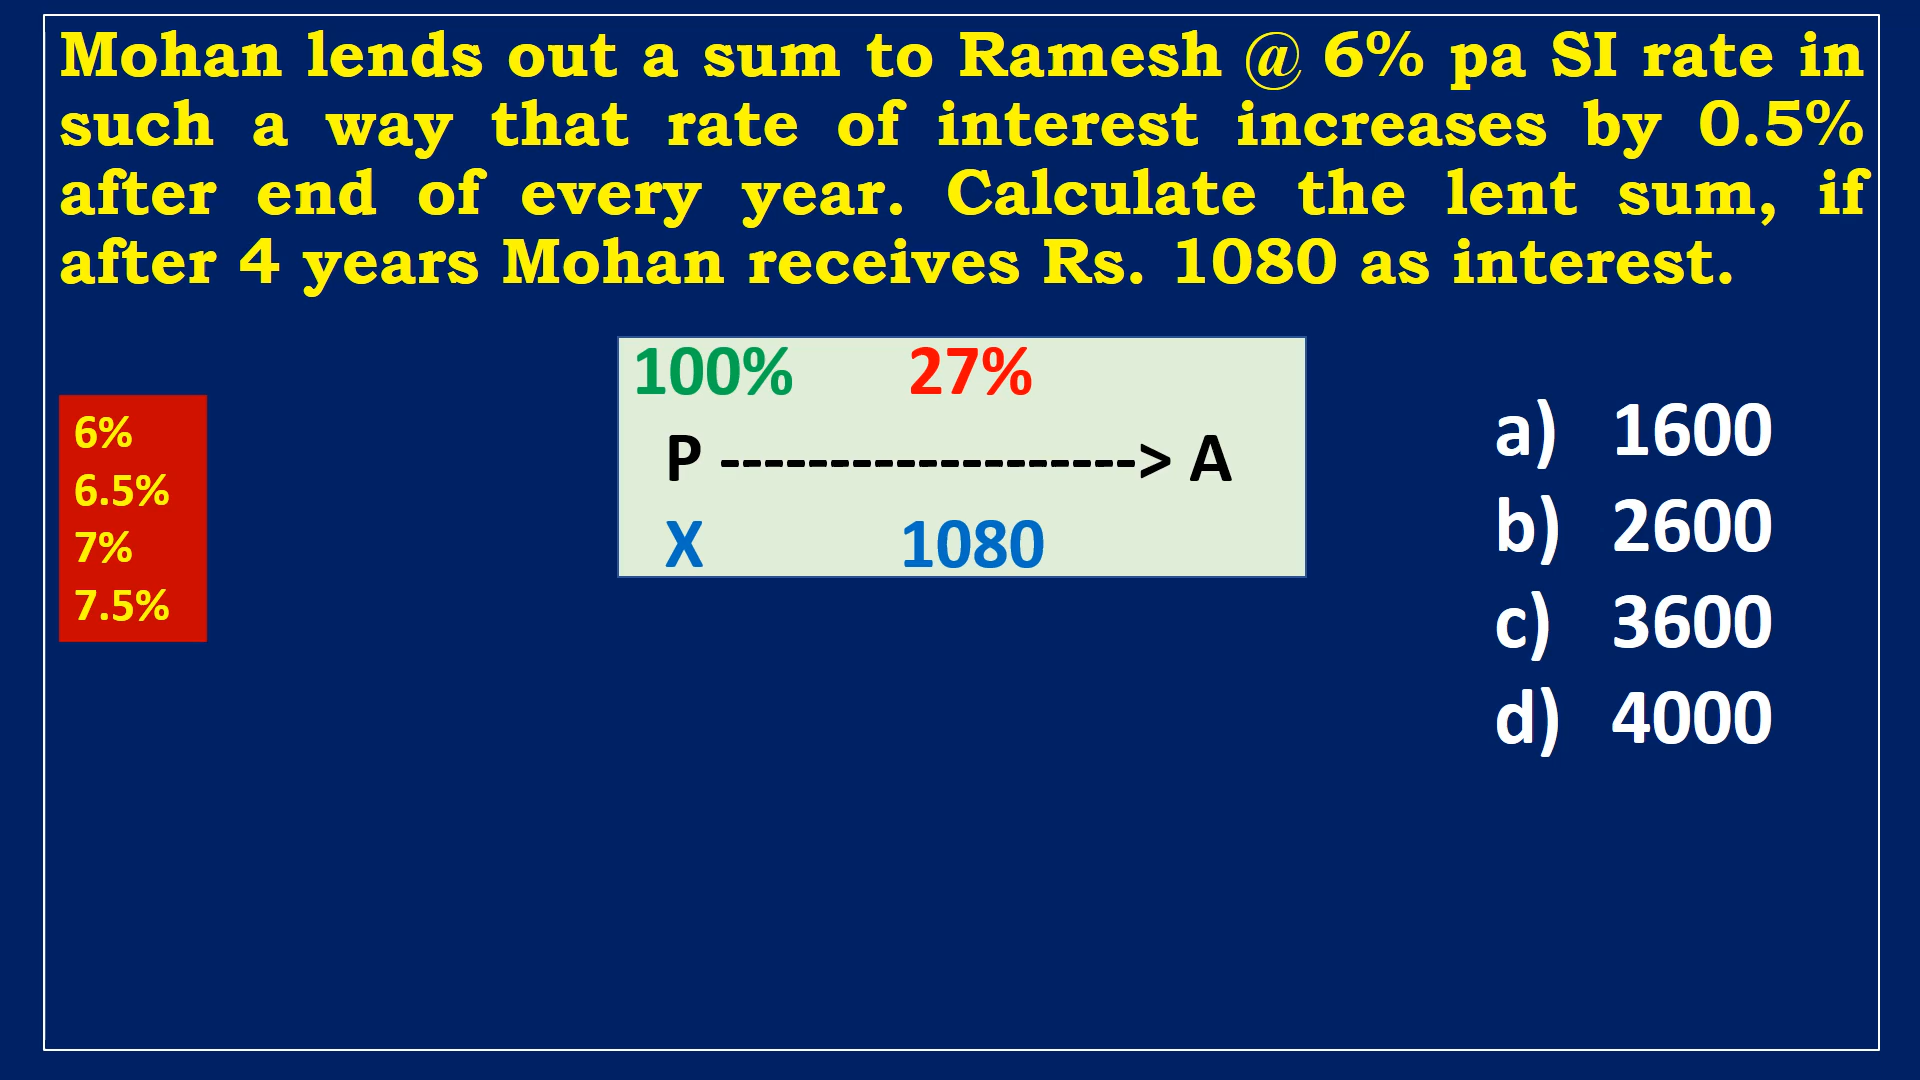 Mohan lends out a sum to Ramesh @ 6% pa SI rate in
such a way that rate of interest increases by 0.5%
after end of every year. Calculate the lent sum, if
after 4 years Mohan receives Rs. 1080 as interest.
6%
6.5%
7%
7.5%
100% 27%
P -------------------> A
X 1080
a) 1600
b) 2600
c) 3600
d) 4000